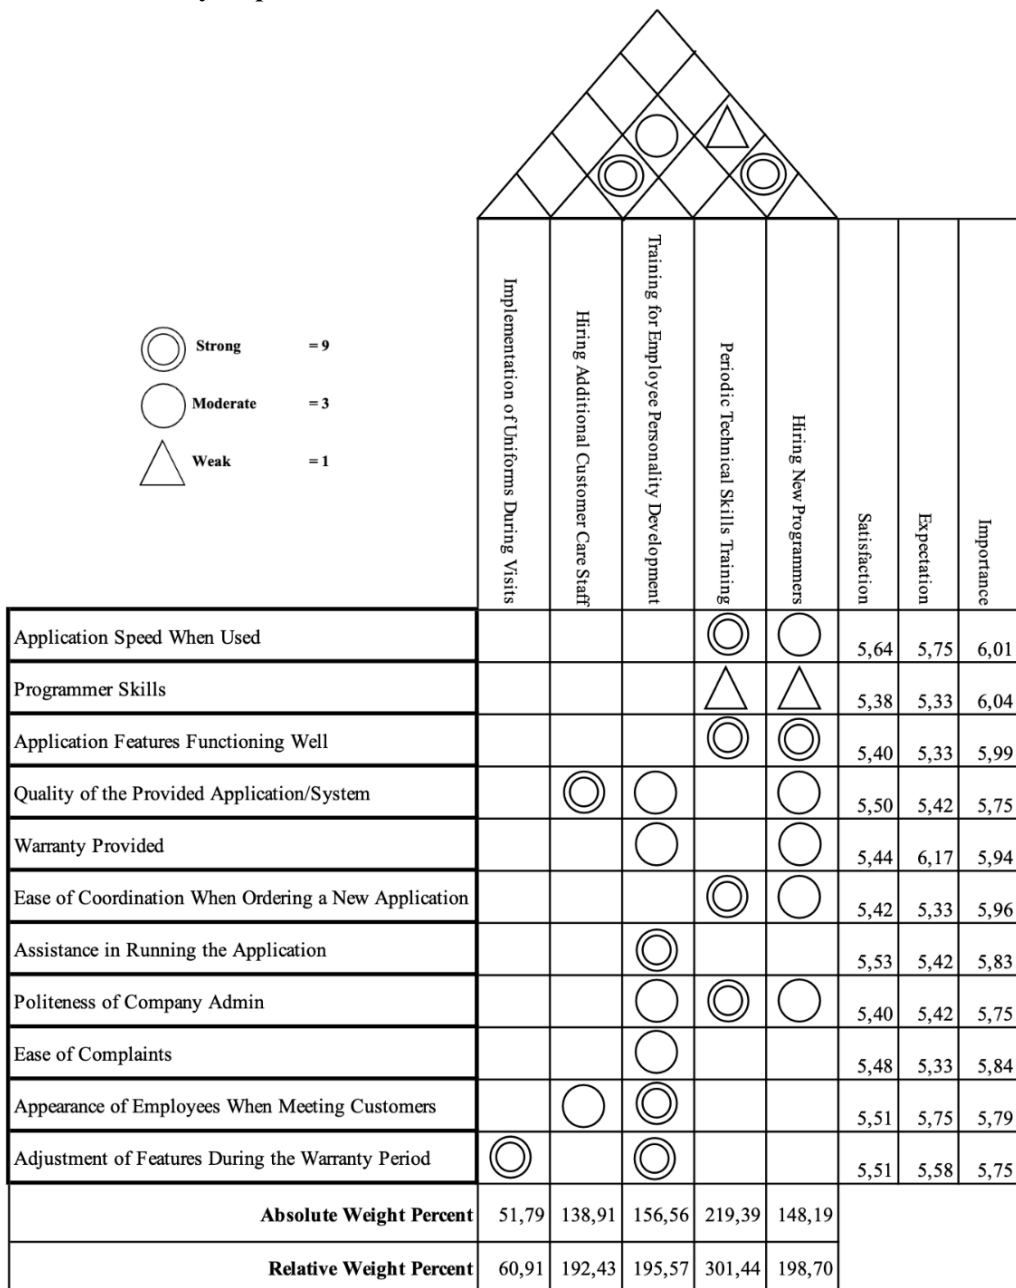 Strong = 9
Moderate = 3
Weak = 1
Implementation of Uniforms During Visits
Hiring Additional Customer Care Staff
Training for Employee Personality Development
Periodic Technical Skills Training
Hiring New Programmers
Satisfaction
Expectation
Importance
Application Speed When Used 5,64 5,75 6,01
Programmer Skills 5,38 5,33 6,04
Application Features Functioning Well 5,40 5,33 5,99
Quality of the Provided Application/System 5,50 5,42 5,75
Warranty Provided 5,44 6,17 5,94
Ease of Coordination When Ordering a New Application 5,42 5,33 5,96
Assistance in Running the Application 5,53 5,42 5,83
Politeness of Company Admin 5,40 5,42 5,75
Ease of Complaints 5,48 5,33 5,84
Appearance of Employees When Meeting Customers 5,51 5,75 5,79
Adjustment of Features During the Warranty Period 5,51 5,58 5,75
Absolute Weight Percent 51,79 138,91 156,56 219,39 148,19
Relative Weight Percent 60,91 192,43 195,57 301,44 198,70